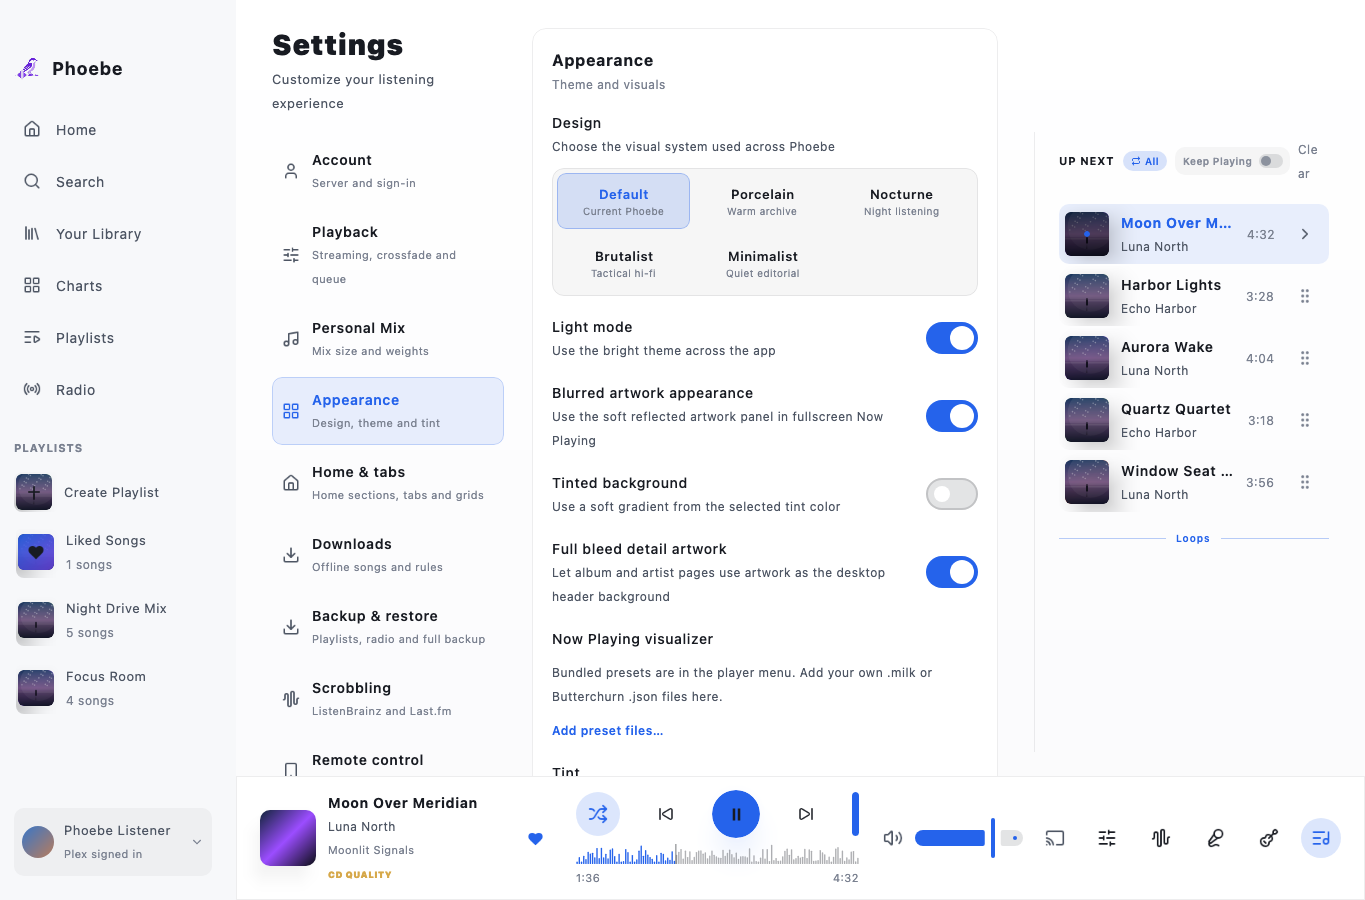 Phoebe
Home
Search
Your Library
Charts
Playlists
Radio
PLAYLISTS
Create Playlist
Liked Songs
1 songs
Night Drive Mix
5 songs
Focus Room
4 songs
Phoebe Listener
Plex signed in
Settings
Customize your listening
experience
Account
Server and sign-in
Playback
Streaming, crossfade and
queue
Personal Mix
Mix size and weights
Appearance
Design, theme and tint
Home & tabs
Home sections, tabs and grids
Downloads
Offline songs and rules
Backup & restore
Playlists, radio and full backup
Scrobbling
ListenBrainz and Last.fm
Remote control
Appearance
Theme and visuals
Design
Choose the visual system used across Phoebe
Default
Current Phoebe
Porcelain
Warm archive
Nocturne
Night listening
Brutalist
Tactical hi-fi
Minimalist
Quiet editorial
Light mode
Use the bright theme across the app
Blurred artwork appearance
Use the soft reflected artwork panel in fullscreen Now
Playing
Tinted background
Use a soft gradient from the selected tint color
Full bleed detail artwork
Let album and artist pages use artwork as the desktop
header background
Now Playing visualizer
Bundled presets are in the player menu. Add your own .milk or
Butterchurn .json files here.
Add preset files...
Tint
UP NEXT
All
Keep Playing
Cle
ar
Moon Over M...
Luna North
4:32
Harbor Lights
Echo Harbor
3:28
Aurora Wake
Luna North
4:04
Quartz Quartet
Echo Harbor
3:18
Window Seat ...
Luna North
3:56
Loops
Moon Over Meridian
Luna North
Moonlit Signals
CD QUALITY
1:36
4:32